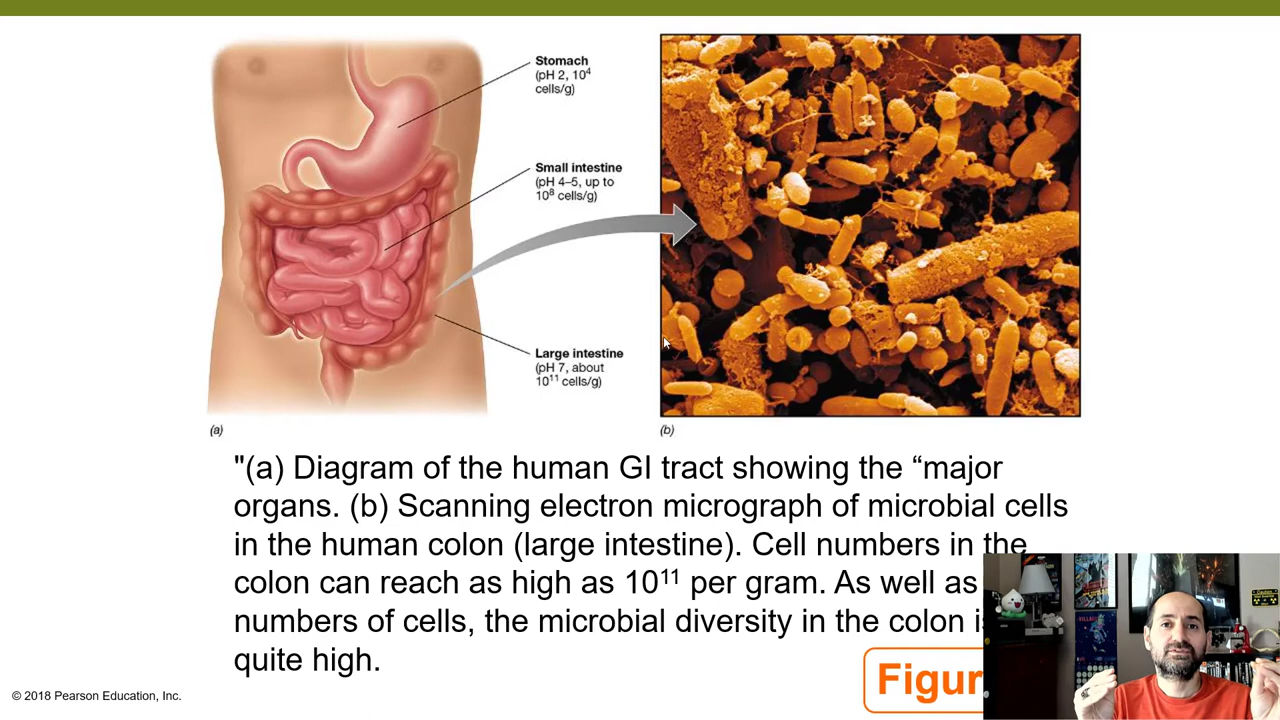 Stomach
(pH 2, 10⁴
cells/g)
Small intestine
(pH 4–5, up to
10⁸ cells/g)
Large intestine
(pH 7, about
10¹¹ cells/g)
(a)
(b)
"(a) Diagram of the human GI tract showing the “major
organs. (b) Scanning electron micrograph of microbial cells
in the human colon (large intestine). Cell numbers in the
colon can reach as high as 10¹¹ per gram. As well as
numbers of cells, the microbial diversity in the colon
quite high.
© 2018 Pearson Education, Inc.